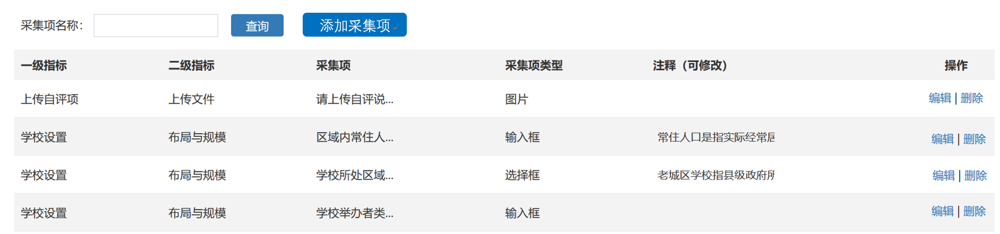 采集项名称： 查询 添加采集项
一级指标 二级指标 采集项 采集项类型 注释（可修改） 操作
上传自评项 上传文件 请上传自评说... 图片 编辑 | 删除
学校设置 布局与规模 区域内常住人... 输入框 常住人口是指实际经常居 编辑 | 删除
学校设置 布局与规模 学校所处区域... 选择框 老城区学校指县级政府所 编辑 | 删除
学校设置 布局与规模 学校举办者类... 输入框 编辑 | 删除